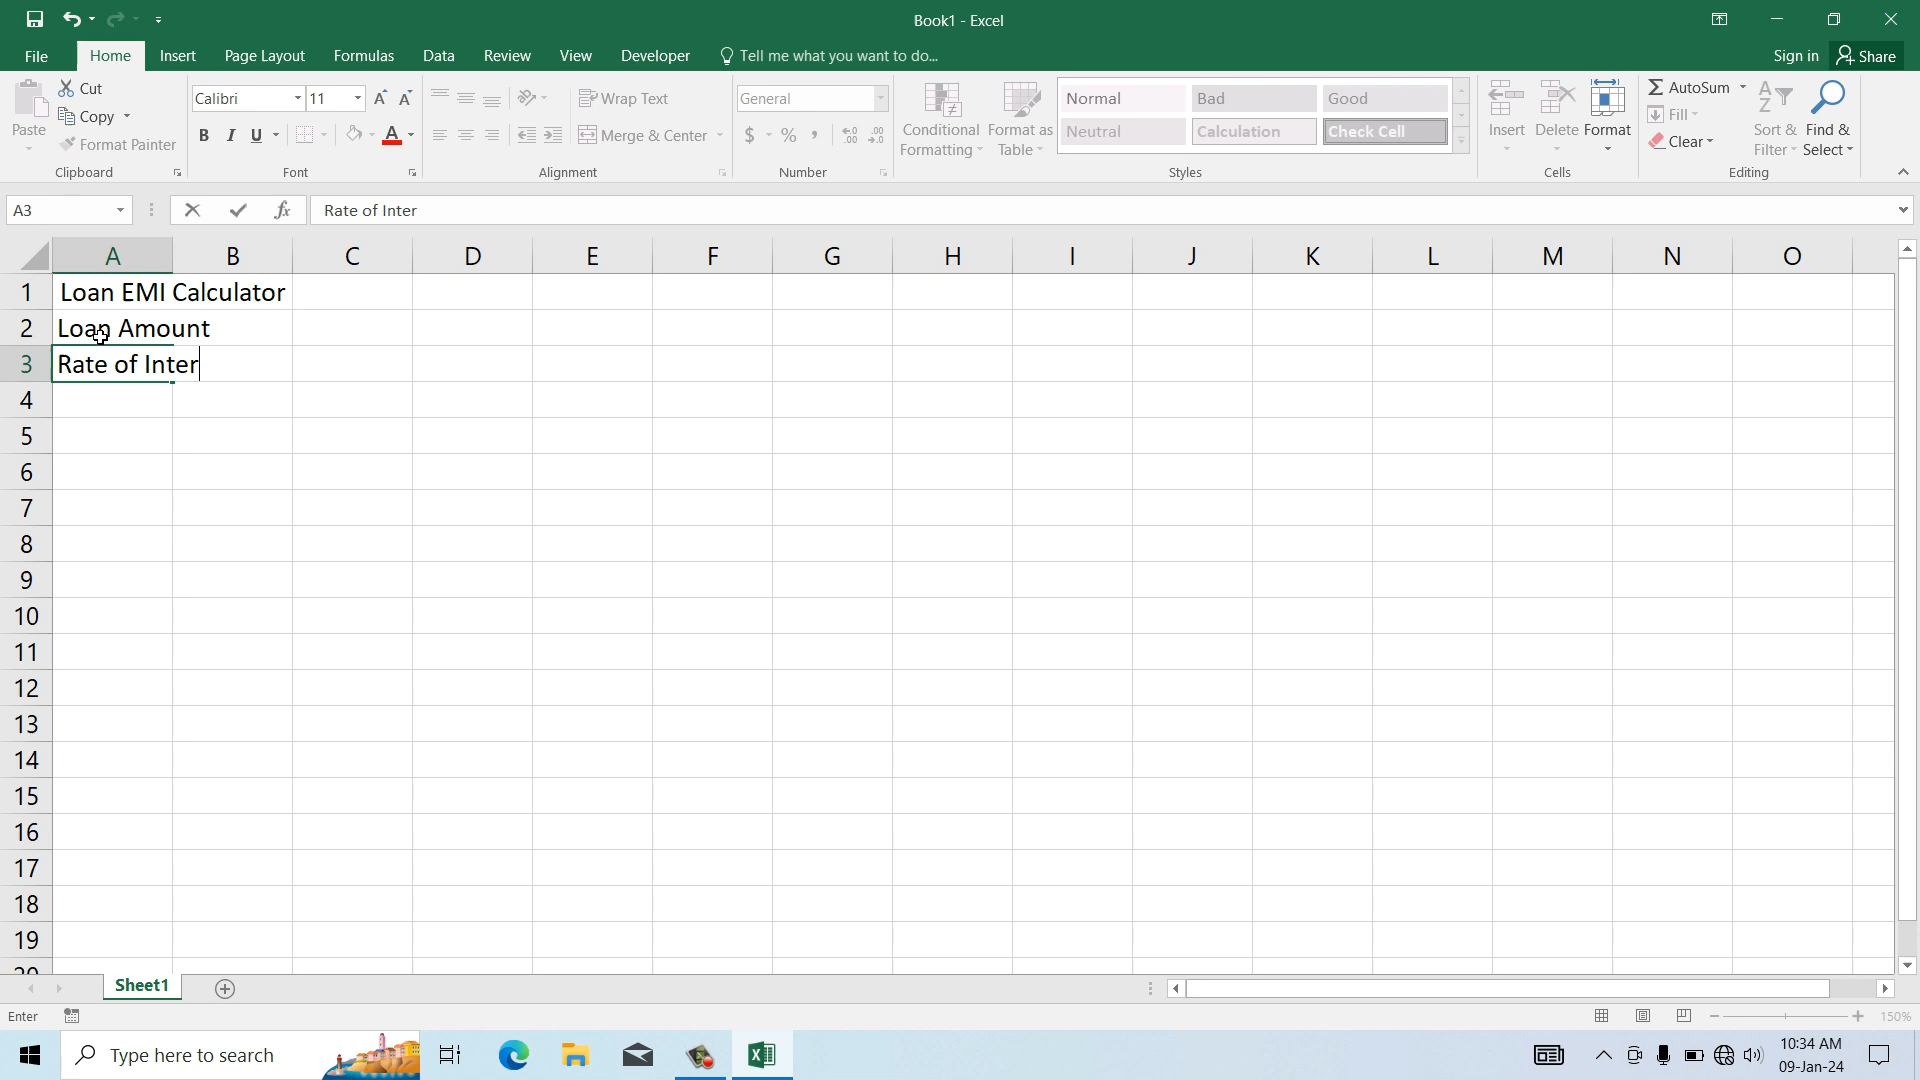 Book1 - Excel
File Home Insert Page Layout Formulas Data Review View Developer Tell me what you want to do... Sign in Share
Paste
Cut
Copy
Format Painter
Clipboard
Calibri 11
B I U A
Font
Wrap Text
Merge & Center
Alignment
General
$ % ,
Number
Conditional Formatting
Format as Table
Normal Bad Good
Neutral Calculation Check Cell
Styles
Insert Delete Format
Cells
AutoSum
Fill
Clear
Sort & Filter
Find & Select
Editing
A3 fx Rate of Inter
A B C D E F G H I J K L M N O
1 Loan EMI Calculator
2 Loan Amount
3 Rate of Inter
4
5
6
7
8
9
10
11
12
13
14
15
16
17
18
19
20
Sheet1
Enter 150%
Type here to search
10:34 AM
09-Jan-24